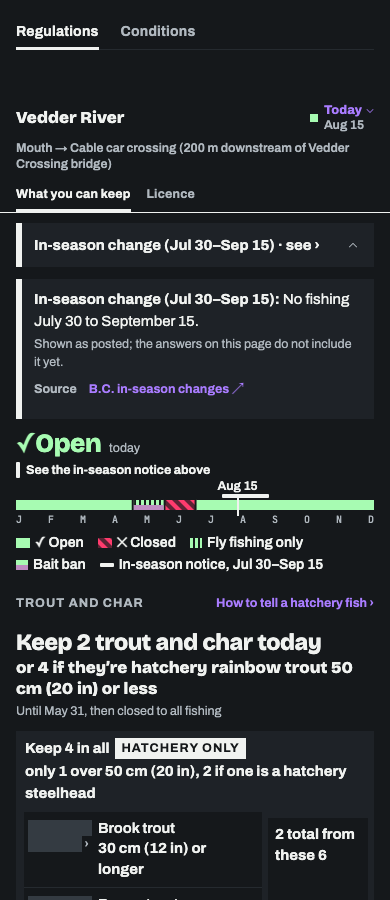 Regulations Conditions
Vedder River
Today
Aug 15
Mouth → Cable car crossing (200 m downstream of Vedder
Crossing bridge)
What you can keep Licence
In-season change (Jul 30–Sep 15) · see ›
In-season change (Jul 30–Sep 15): No fishing
July 30 to September 15.
Shown as posted; the answers on this page do not include
it yet.
Source B.C. in-season changes ↗
✓Open today
See the in-season notice above
Aug 15
J F M A M J J A S O N D
✓ Open ✕ Closed Fly fishing only
Bait ban In-season notice, Jul 30–Sep 15
TROUT AND CHAR How to tell a hatchery fish ›
Keep 2 trout and char today
or 4 if they're hatchery rainbow trout 50
cm (20 in) or less
Until May 31, then closed to all fishing
Keep 4 in all HATCHERY ONLY
only 1 over 50 cm (20 in), 2 if one is a hatchery
steelhead
Brook trout
30 cm (12 in) or
longer
2 total from
these 6